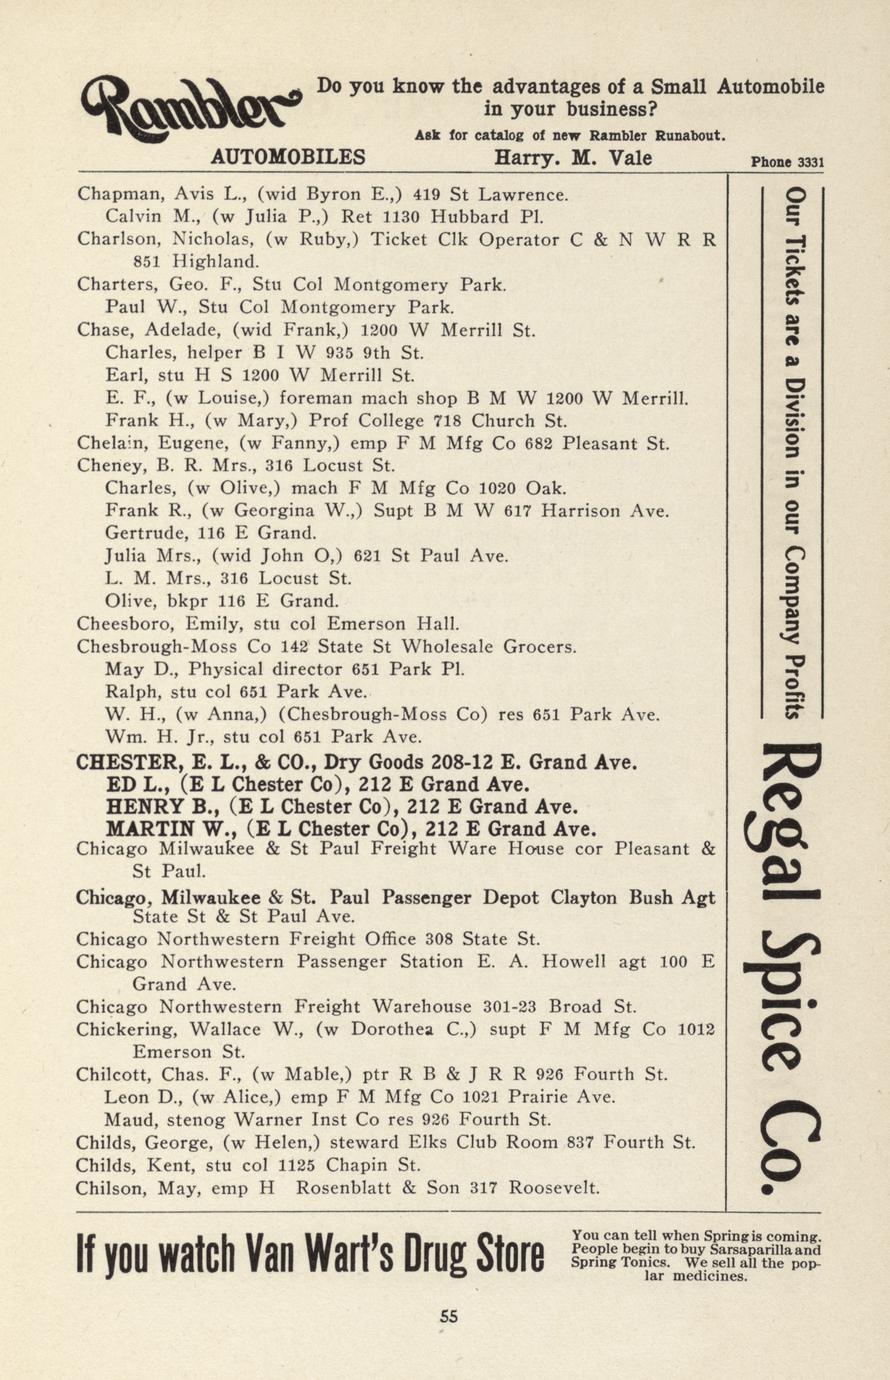 Rambler
AUTOMOBILES
Do you know the advantages of a Small Automobile
in your business?
Ask for catalog of new Rambler Runabout.
Harry. M. Vale
Phone 3331
Chapman, Avis L., (wid Byron E.,) 419 St Lawrence.
Calvin M., (w Julia P.,) Ret 1130 Hubbard Pl.
Charlson, Nicholas, (w Ruby,) Ticket Clk Operator C & N W R R
851 Highland.
Charters, Geo. F., Stu Col Montgomery Park.
Paul W., Stu Col Montgomery Park.
Chase, Adelade, (wid Frank,) 1200 W Merrill St.
Charles, helper B I W 935 9th St.
Earl, stu H S 1200 W Merrill St.
E. F., (w Louise,) foreman mach shop B M W 1200 W Merrill.
Frank H., (w Mary,) Prof College 718 Church St.
Chelain, Eugene, (w Fanny,) emp F M Mfg Co 682 Pleasant St.
Cheney, B. R. Mrs., 316 Locust St.
Charles, (w Olive,) mach F M Mfg Co 1020 Oak.
Frank R., (w Georgina W.,) Supt B M W 617 Harrison Ave.
Gertrude, 116 E Grand.
Julia Mrs., (wid John O,) 621 St Paul Ave.
L. M. Mrs., 316 Locust St.
Olive, bkpr 116 E Grand.
Cheesboro, Emily, stu col Emerson Hall.
Chesbrough-Moss Co 142 State St Wholesale Grocers.
May D., Physical director 651 Park Pl.
Ralph, stu col 651 Park Ave.
W. H., (w Anna,) (Chesbrough-Moss Co) res 651 Park Ave.
Wm. H. Jr., stu col 651 Park Ave.
CHESTER, E. L., & CO., Dry Goods 208-12 E. Grand Ave.
ED L., (E L Chester Co), 212 E Grand Ave.
HENRY B., (E L Chester Co), 212 E Grand Ave.
MARTIN W., (E L Chester Co), 212 E Grand Ave.
Chicago Milwaukee & St Paul Freight Ware House cor Pleasant &
St Paul.
Chicago, Milwaukee & St. Paul Passenger Depot Clayton Bush Agt
State St & St Paul Ave.
Chicago Northwestern Freight Office 308 State St.
Chicago Northwestern Passenger Station E. A. Howell agt 100 E
Grand Ave.
Chicago Northwestern Freight Warehouse 301-23 Broad St.
Chickering, Wallace W., (w Dorothea C.,) supt F M Mfg Co 1012
Emerson St.
Chilcott, Chas. F., (w Mable,) ptr R B & J R R 926 Fourth St.
Leon D., (w Alice,) emp F M Mfg Co 1021 Prairie Ave.
Maud, stenog Warner Inst Co res 926 Fourth St.
Childs, George, (w Helen,) steward Elks Club Room 837 Fourth St.
Childs, Kent, stu col 1125 Chapin St.
Chilson, May, emp H Rosenblatt & Son 317 Roosevelt.
Our Tickets are a Division in our Company Profits
Regal Spice Co.
If you watch Van Wart's Drug Store
You can tell when Spring is coming.
People begin to buy Sarsaparilla and
Spring Tonics. We sell all the pop-
lar medicines.
55